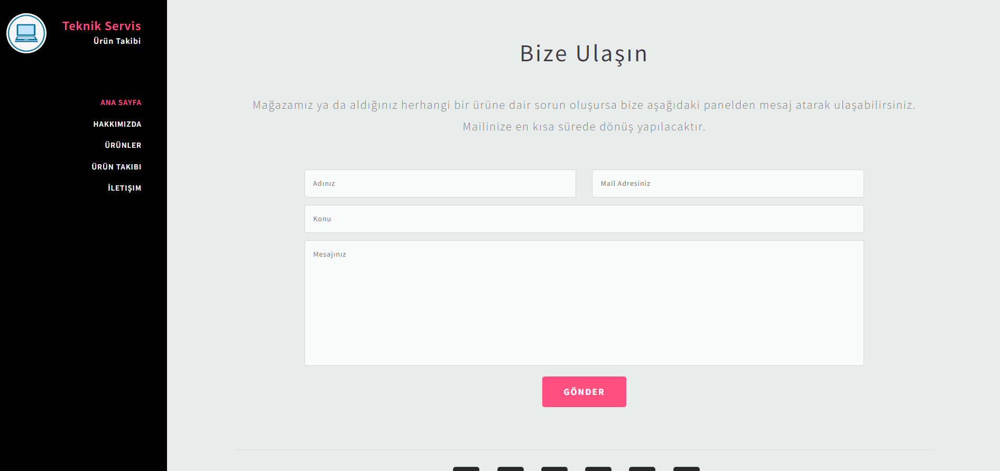 Teknik Servis
Ürün Takibi
ANA SAYFA
HAKKIMIZDA
ÜRÜNLER
ÜRÜN TAKIBI
İLETIŞIM
Bize Ulaşın
Mağazamız ya da aldığınız herhangi bir ürüne dair sorun oluşursa bize aşağıdaki panelden mesaj atarak ulaşabilirsiniz.
Mailinize en kısa sürede dönüş yapılacaktır.
Adınız
Mail Adresiniz
Konu
Mesajınız
GÖNDER